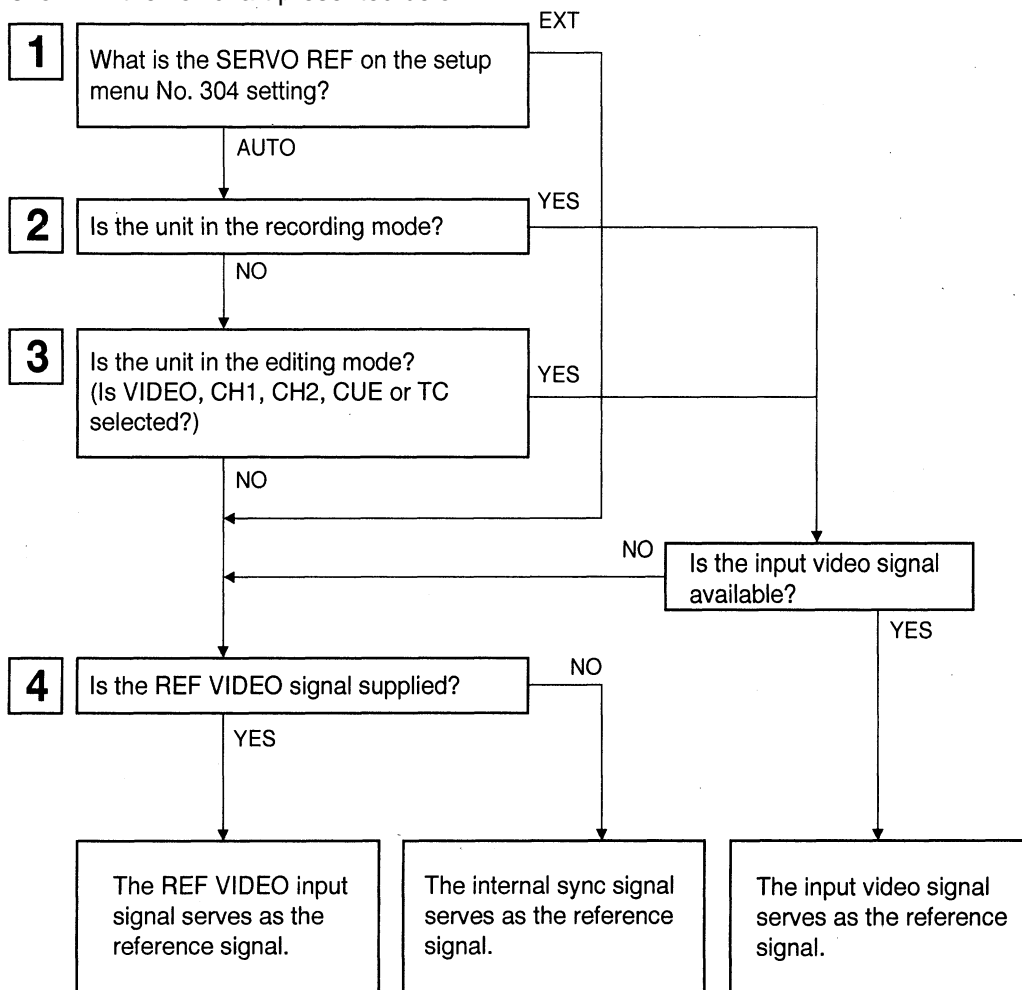 EXT
1
What is the SERVO REF on the setup
menu No. 304 setting?
AUTO
2
Is the unit in the recording mode?
YES
NO
3
Is the unit in the editing mode?
(Is VIDEO, CH1, CH2, CUE or TC
selected?)
YES
NO
NO
Is the input video signal
available?
YES
4
Is the REF VIDEO signal supplied?
NO
YES
The REF VIDEO input
signal serves as the
reference signal.
The internal sync signal
serves as the reference
signal.
The input video signal
serves as the reference
signal.